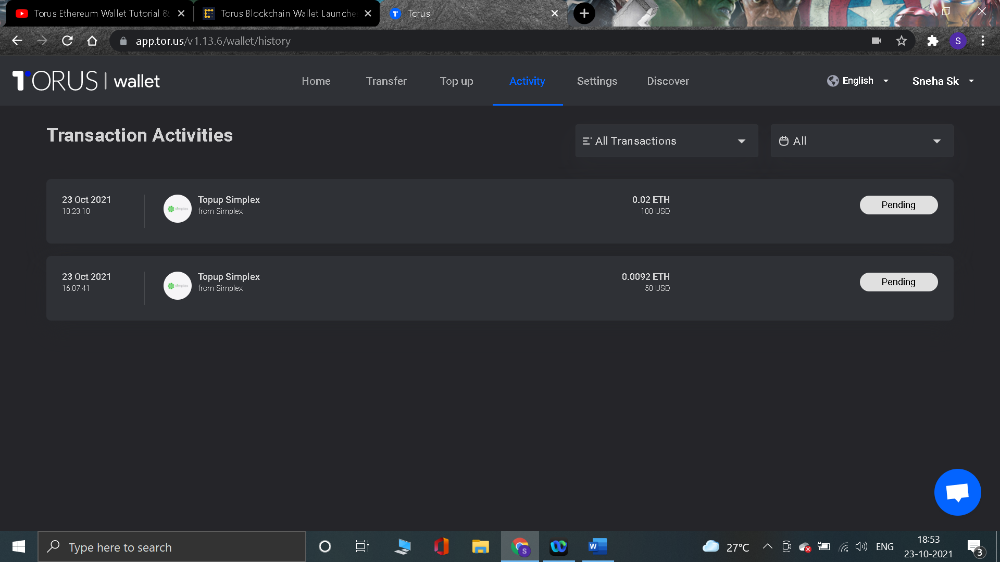 Torus Ethereum Wallet Tutorial &
Torus Blockchain Wallet Launche
Torus
app.tor.us/v1.13.6/wallet/history
S
TORUS | wallet
Home
Transfer
Top up
Activity
Settings
Discover
English
Sneha Sk
Transaction Activities
All Transactions
All
23 Oct 2021
18:23:10
simplex
Topup Simplex
from Simplex
0.02 ETH
100 USD
Pending
23 Oct 2021
16:07:41
simplex
Topup Simplex
from Simplex
0.0092 ETH
50 USD
Pending
Type here to search
S
W
27°C
ENG
18:53
23-10-2021
3